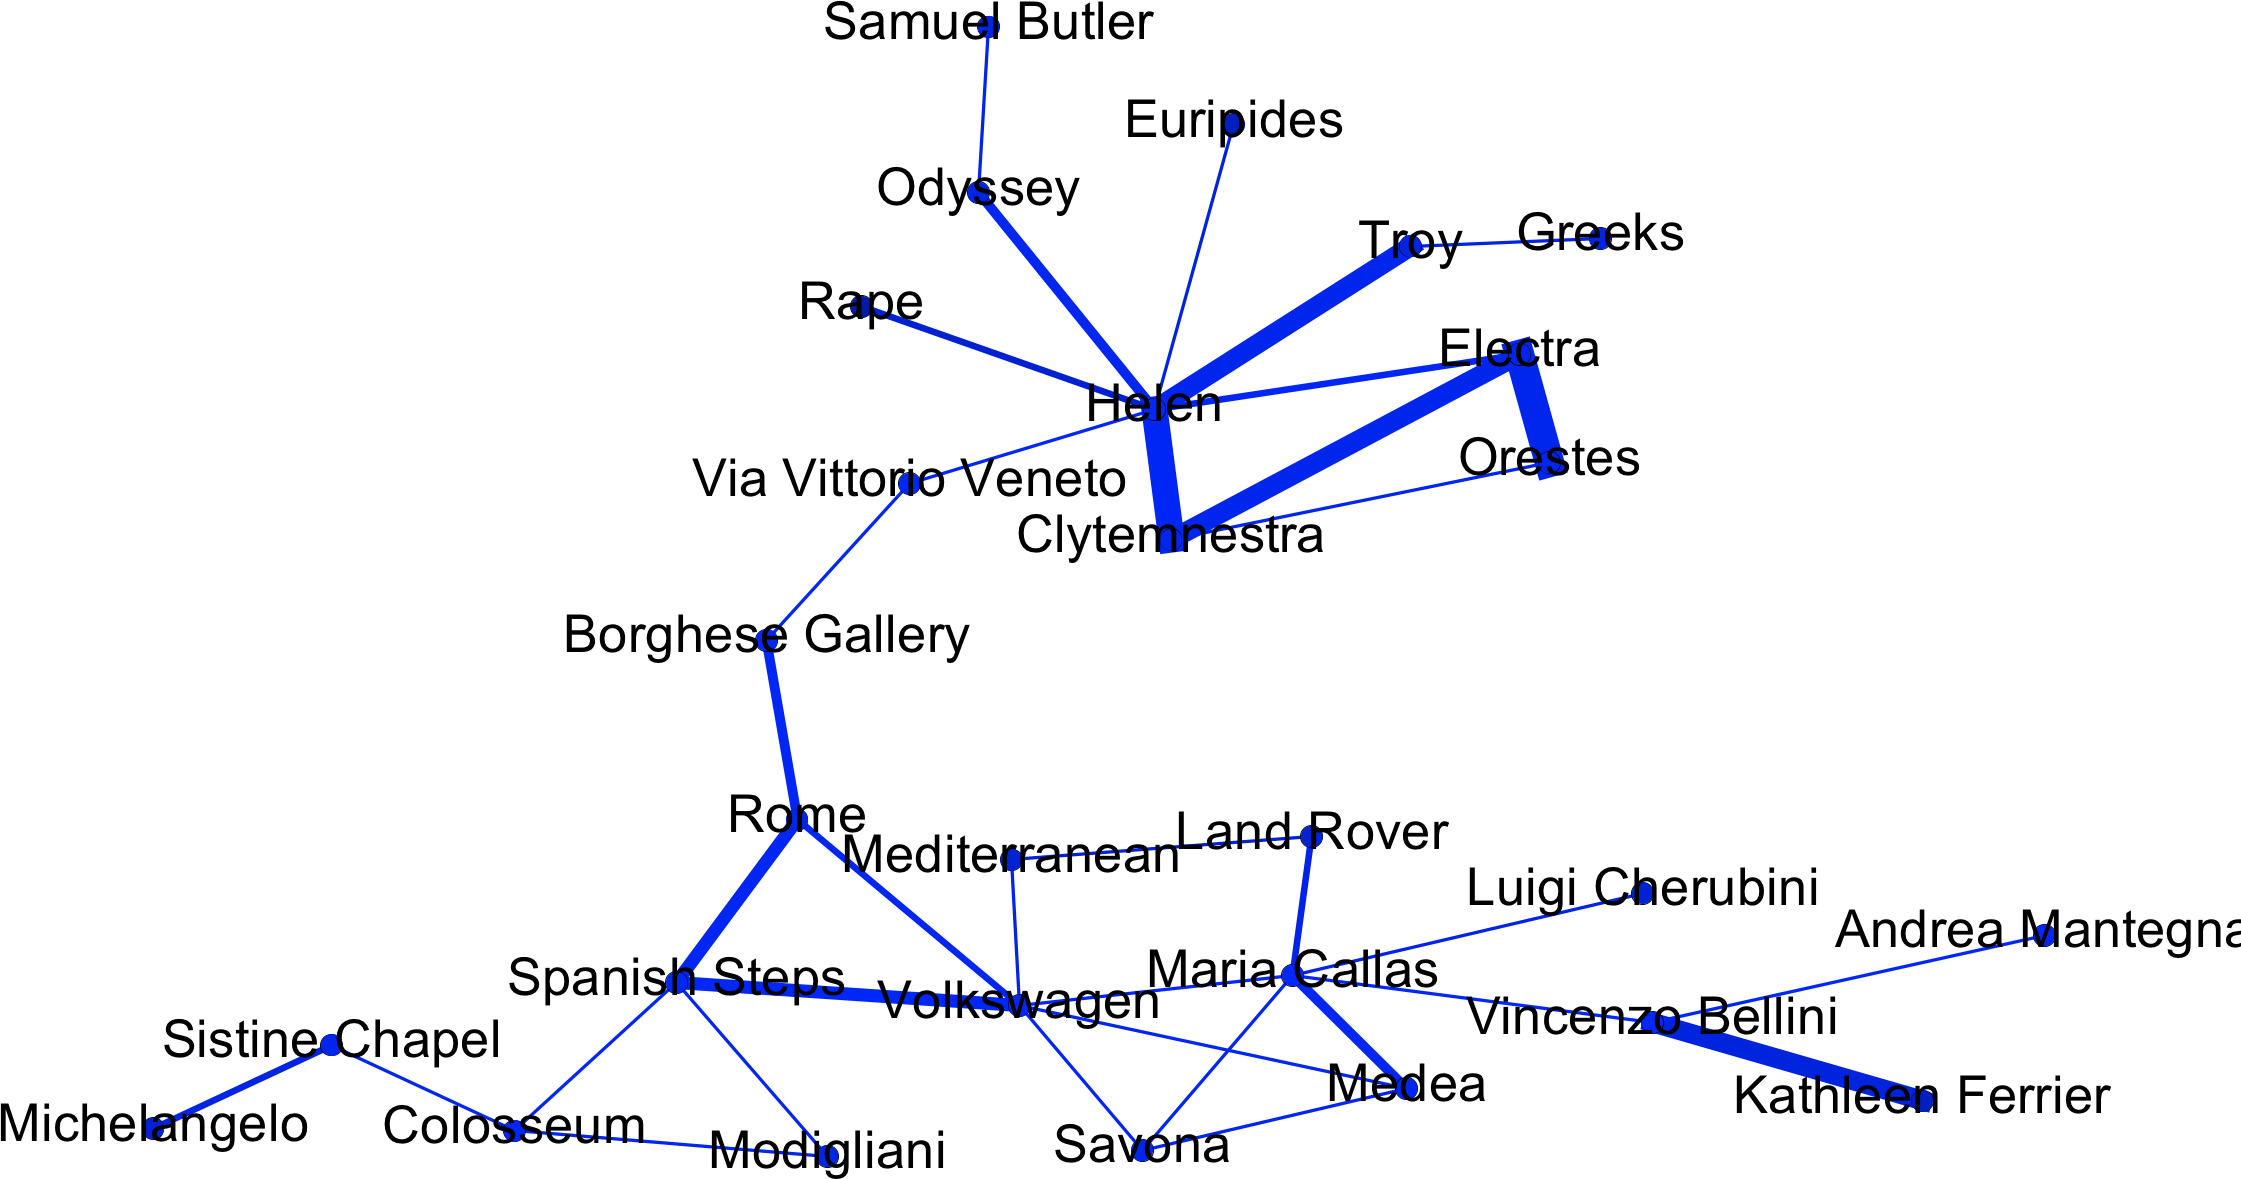 Samuel Butler
Euripides
Odyssey
Troy
Greeks
Rape
Electra
Helen
Orestes
Via Vittorio Veneto
Clytemnestra
Borghese Gallery
Rome
Mediterranean
Land Rover
Luigi Cherubini
Andrea Mantegna
Spanish Steps
Volkswagen
Maria Callas
Vincenzo Bellini
Sistine Chapel
Medea
Kathleen Ferrier
Michelangelo
Colosseum
Modigliani
Savona